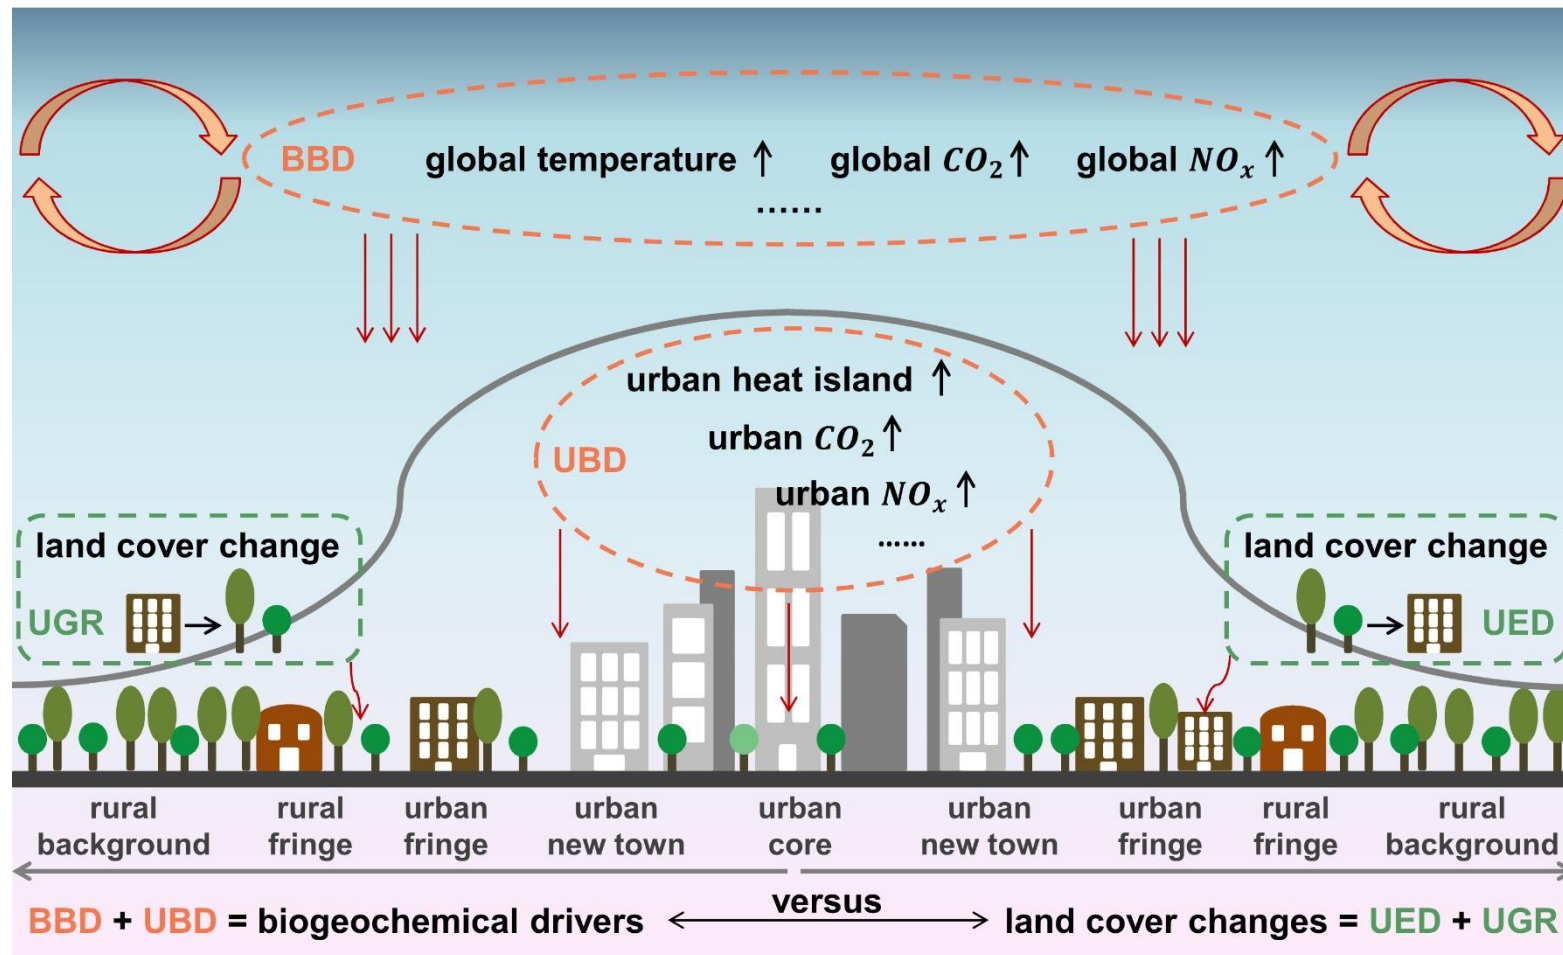 BBD global temperature ↑ global CO₂ ↑ global NOₓ ↑
......
urban heat island ↑
urban CO₂ ↑
UBD
urban NOₓ ↑
......
land cover change
UGR
land cover change
UED
rural background
rural fringe
urban fringe
urban new town
urban core
urban new town
urban fringe
rural fringe
rural background
versus
BBD + UBD = biogeochemical drivers
land cover changes = UED + UGR